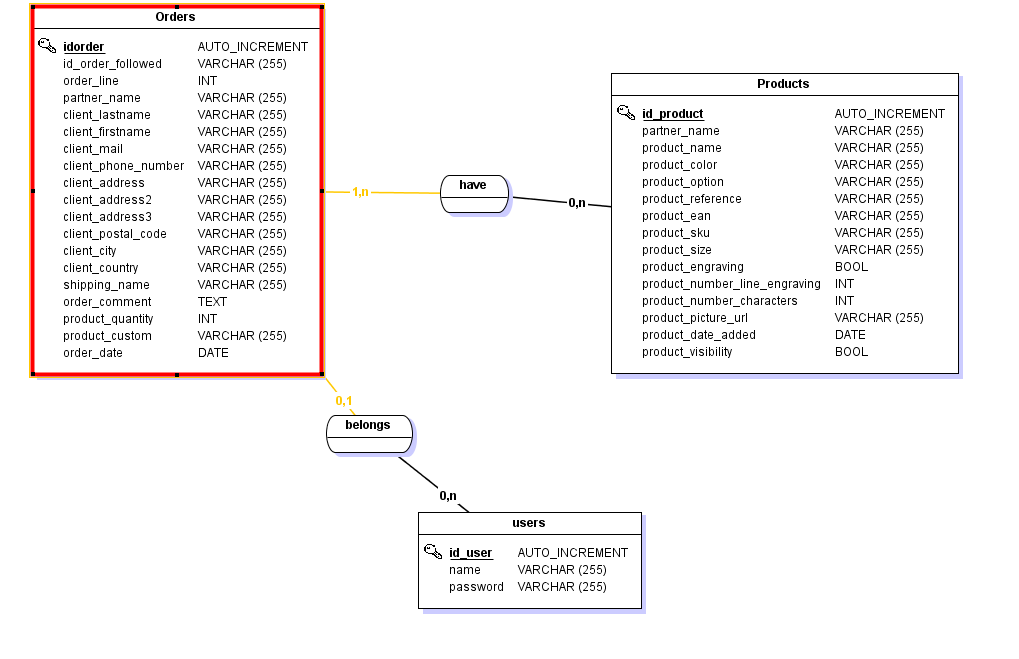 Orders
idorder AUTO_INCREMENT
id_order_followed VARCHAR (255)
order_line INT
partner_name VARCHAR (255)
client_lastname VARCHAR (255)
client_firstname VARCHAR (255)
client_mail VARCHAR (255)
client_phone_number VARCHAR (255)
client_address VARCHAR (255)
client_address2 VARCHAR (255)
client_address3 VARCHAR (255)
client_postal_code VARCHAR (255)
client_city VARCHAR (255)
client_country VARCHAR (255)
shipping_name VARCHAR (255)
order_comment TEXT
product_quantity INT
product_custom VARCHAR (255)
order_date DATE
1,n
have
0,n
Products
id_product AUTO_INCREMENT
partner_name VARCHAR (255)
product_name VARCHAR (255)
product_color VARCHAR (255)
product_option VARCHAR (255)
product_reference VARCHAR (255)
product_ean VARCHAR (255)
product_sku VARCHAR (255)
product_size VARCHAR (255)
product_engraving BOOL
product_number_line_engraving INT
product_number_characters INT
product_picture_url VARCHAR (255)
product_date_added DATE
product_visibility BOOL
0,1
belongs
0,n
users
id_user AUTO_INCREMENT
name VARCHAR (255)
password VARCHAR (255)